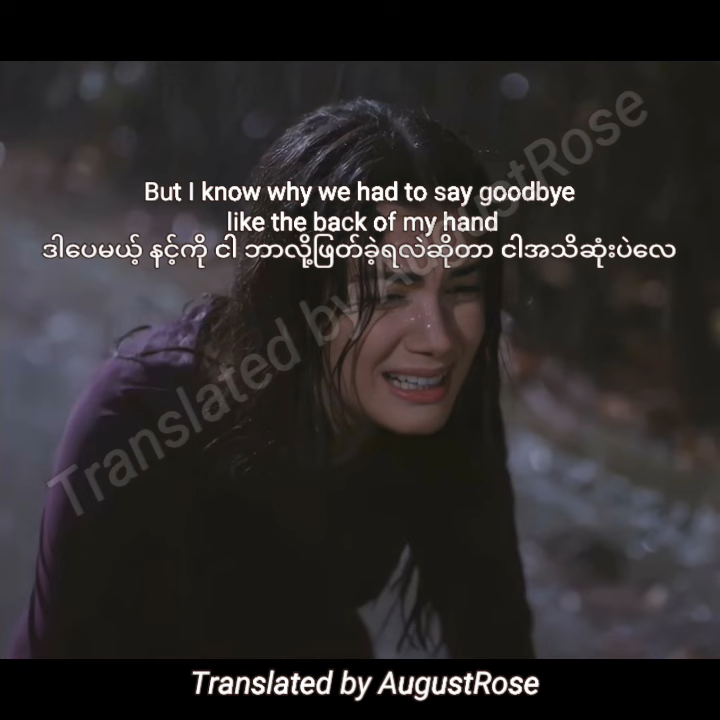 But I know why we had to say goodbye
like the back of my hand
ဒါပေမယ့် နင့်ကို ငါ ဘာလို့ဖြတ်ခဲ့ရလဲဆိုတာ ငါအသိဆုံးပဲလေ
Translated by AugustRose
Translated by AugustRose